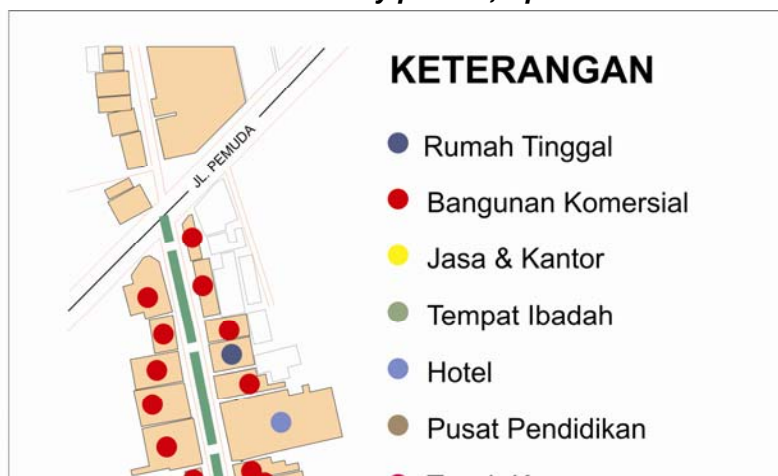 KETERANGAN
JL. PEMUDA
Rumah Tinggal
Bangunan Komersial
Jasa & Kantor
Tempat Ibadah
Hotel
Pusat Pendidikan